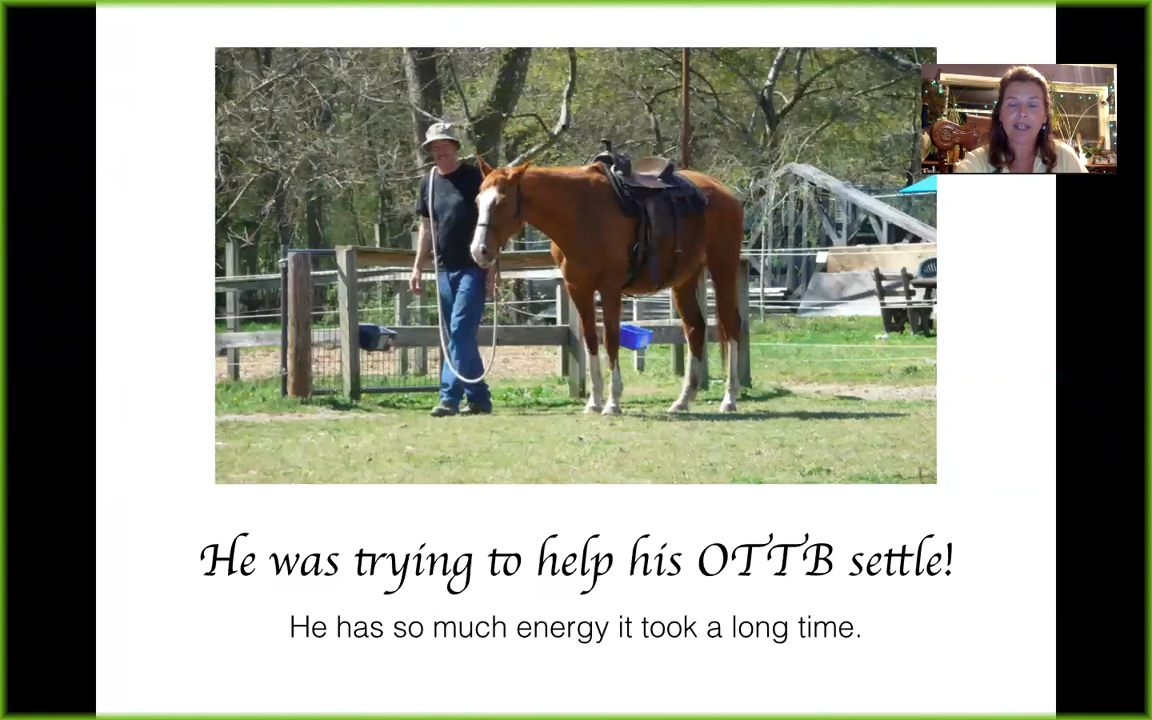 He was trying to help his OTTB settle!
He has so much energy it took a long time.